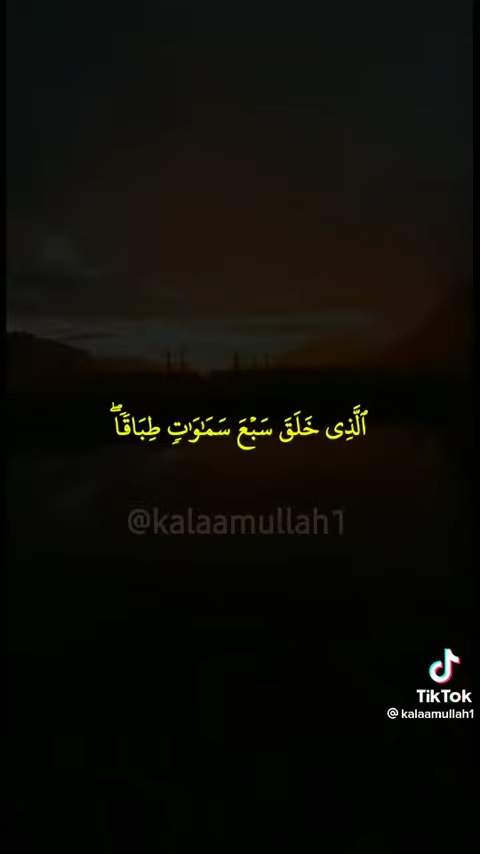 ٱلَّذِى خَلَقَ سَبْعَ سَمَـٰوَٰتٍ طِبَاقًا ۖ
@kalaamullah1
TikTok
@kalaamullah1